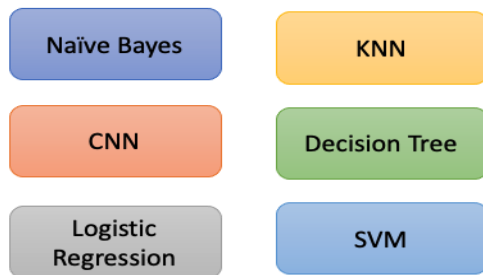 Naïve Bayes
KNN
CNN
Decision Tree
Logistic
Regression
SVM